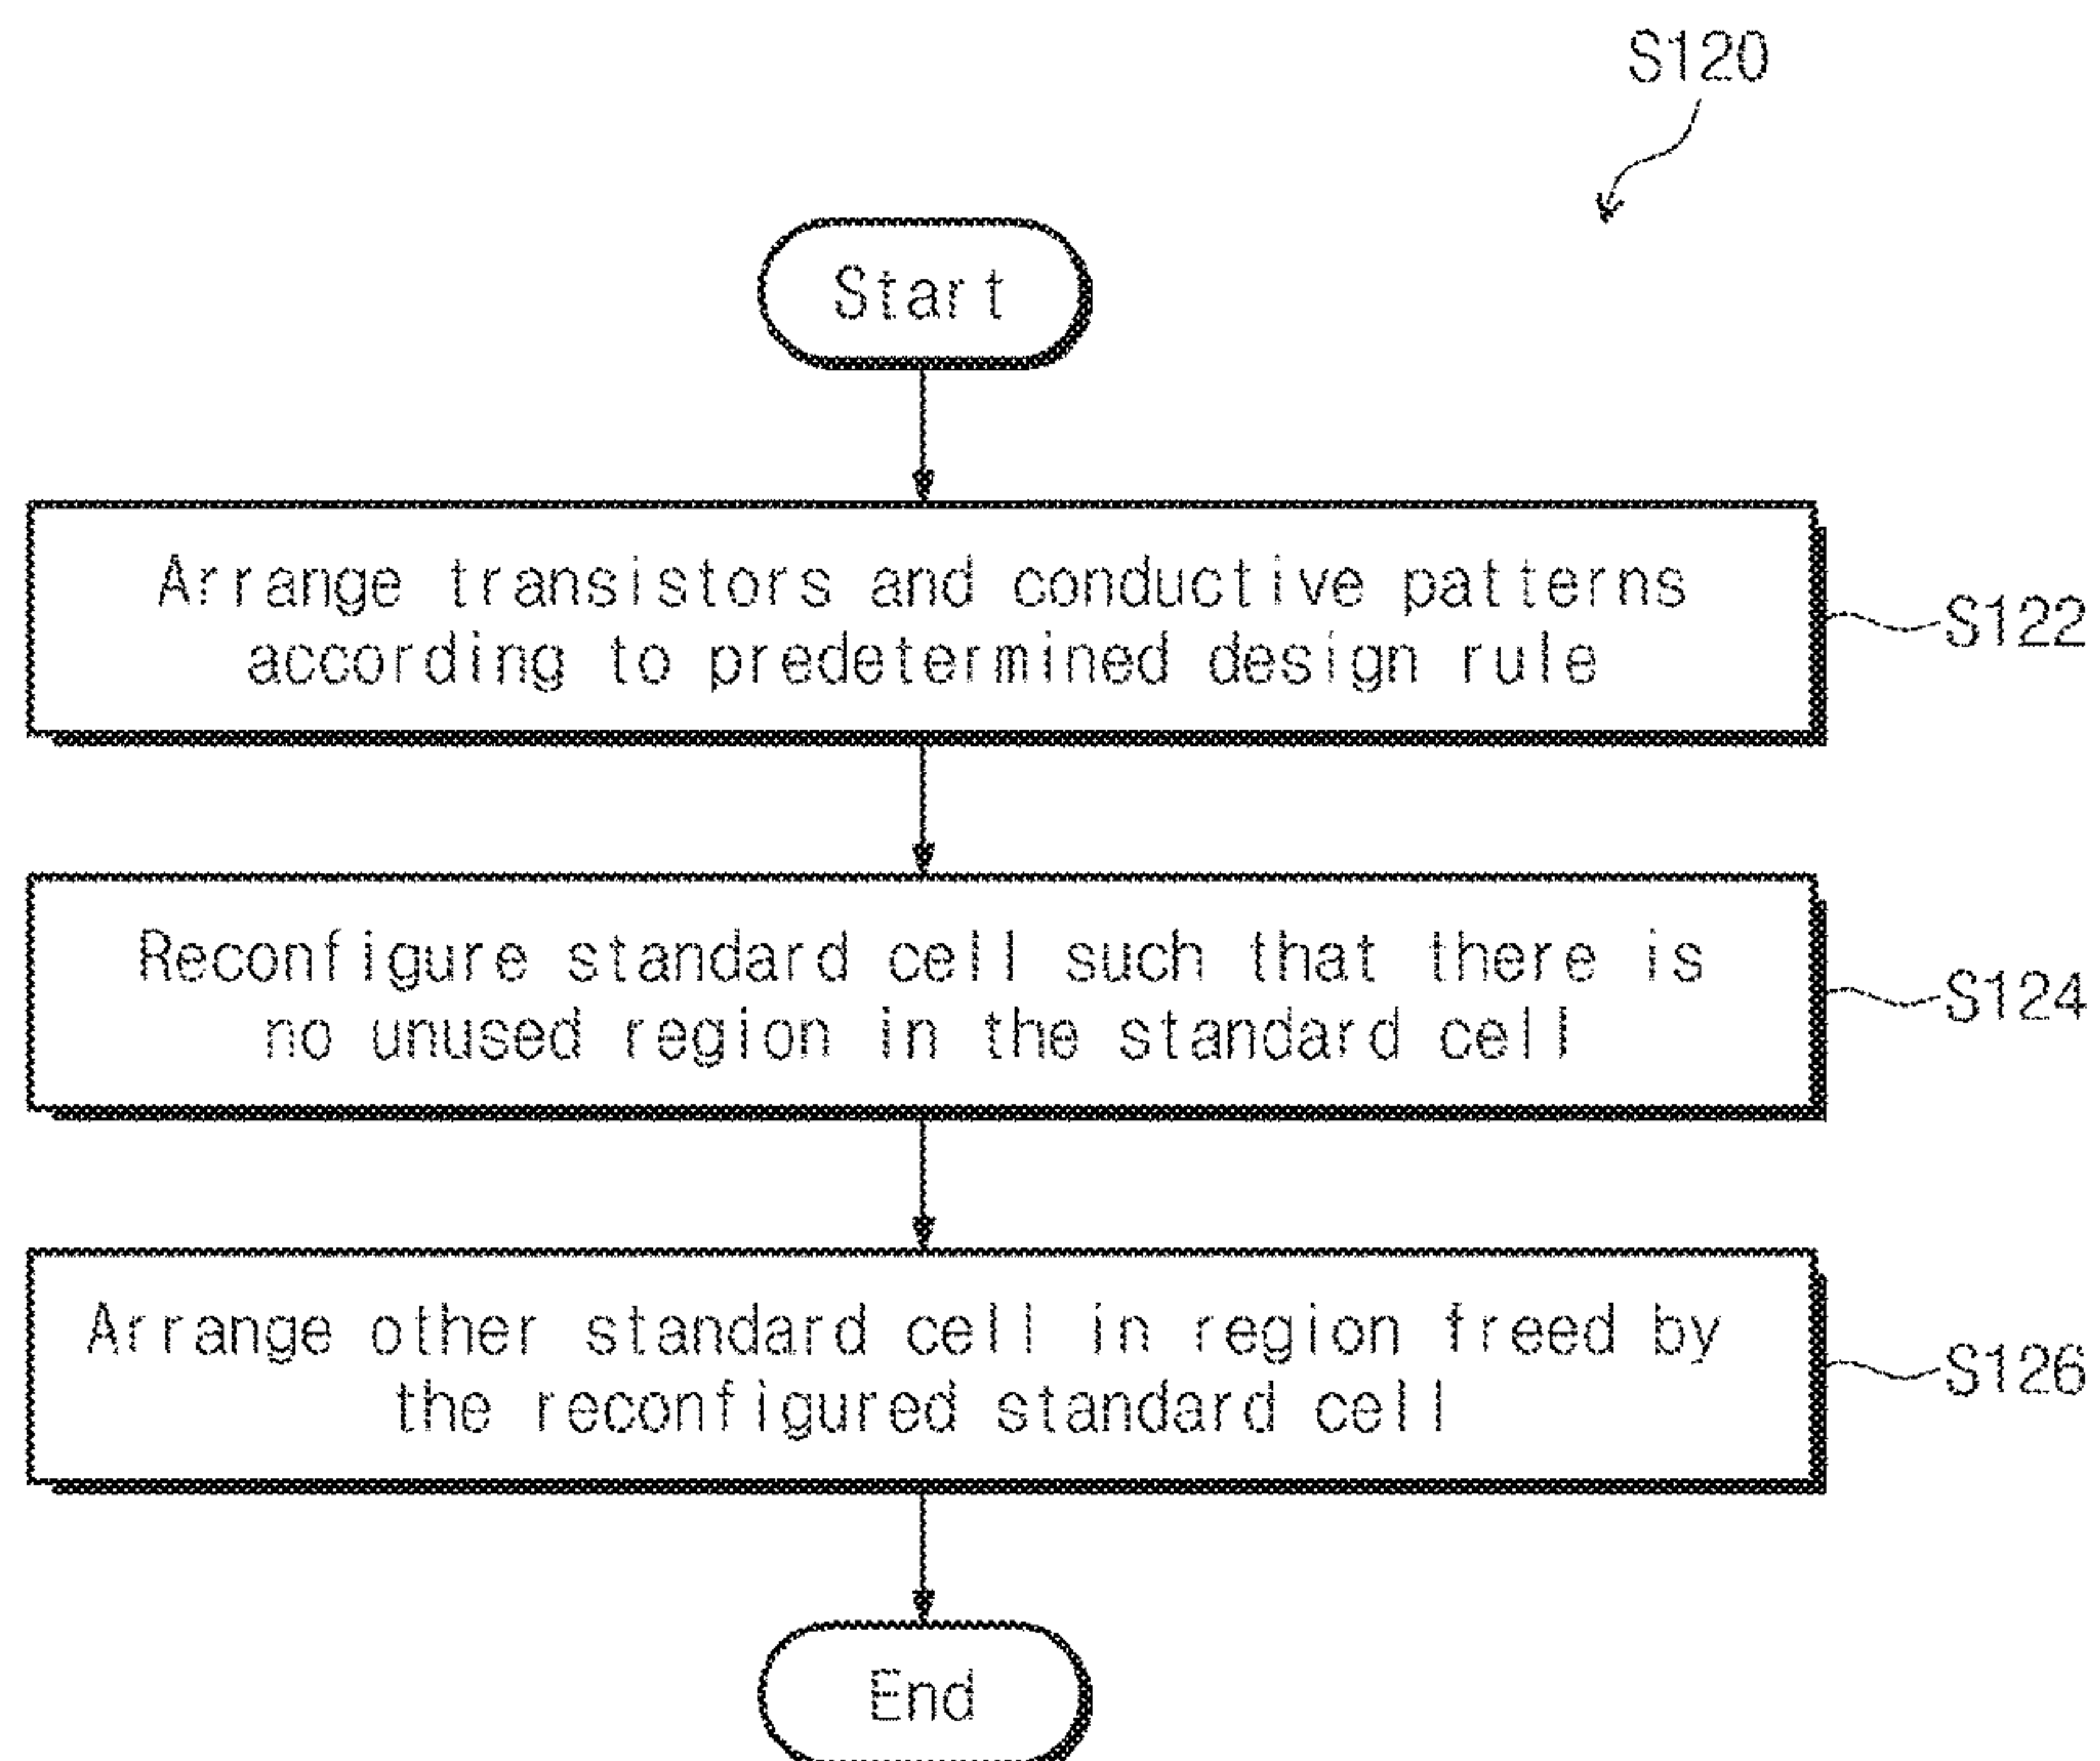 S120
Start
Arrange transistors and conductive patterns
according to predetermined design rule
S122
Reconfigure standard cell such that there is
no unused region in the standard cell
S124
Arrange other standard cell in region freed by
the reconfigured standard cell
S126
End